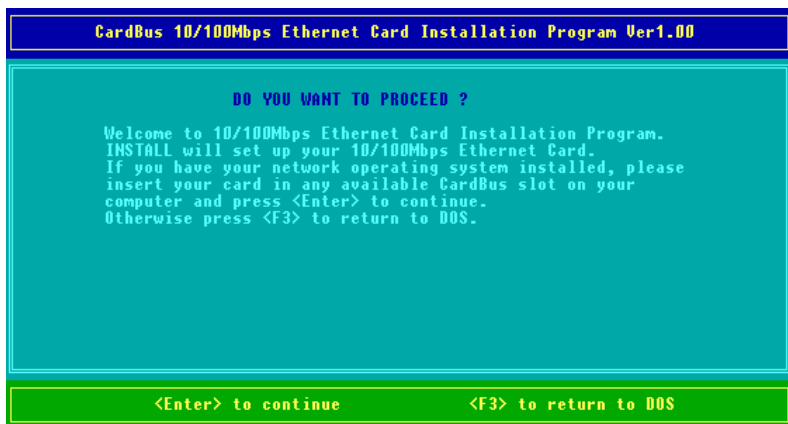 CardBus 10/100Mbps Ethernet Card Installation Program Ver1.00
DO YOU WANT TO PROCEED ?
Welcome to 10/100Mbps Ethernet Card Installation Program.
INSTALL will set up your 10/100Mbps Ethernet Card.
If you have your network operating system installed, please
insert your card in any available CardBus slot on your
computer and press <Enter> to continue.
Otherwise press <F3> to return to DOS.
<Enter> to continue <F3> to return to DOS